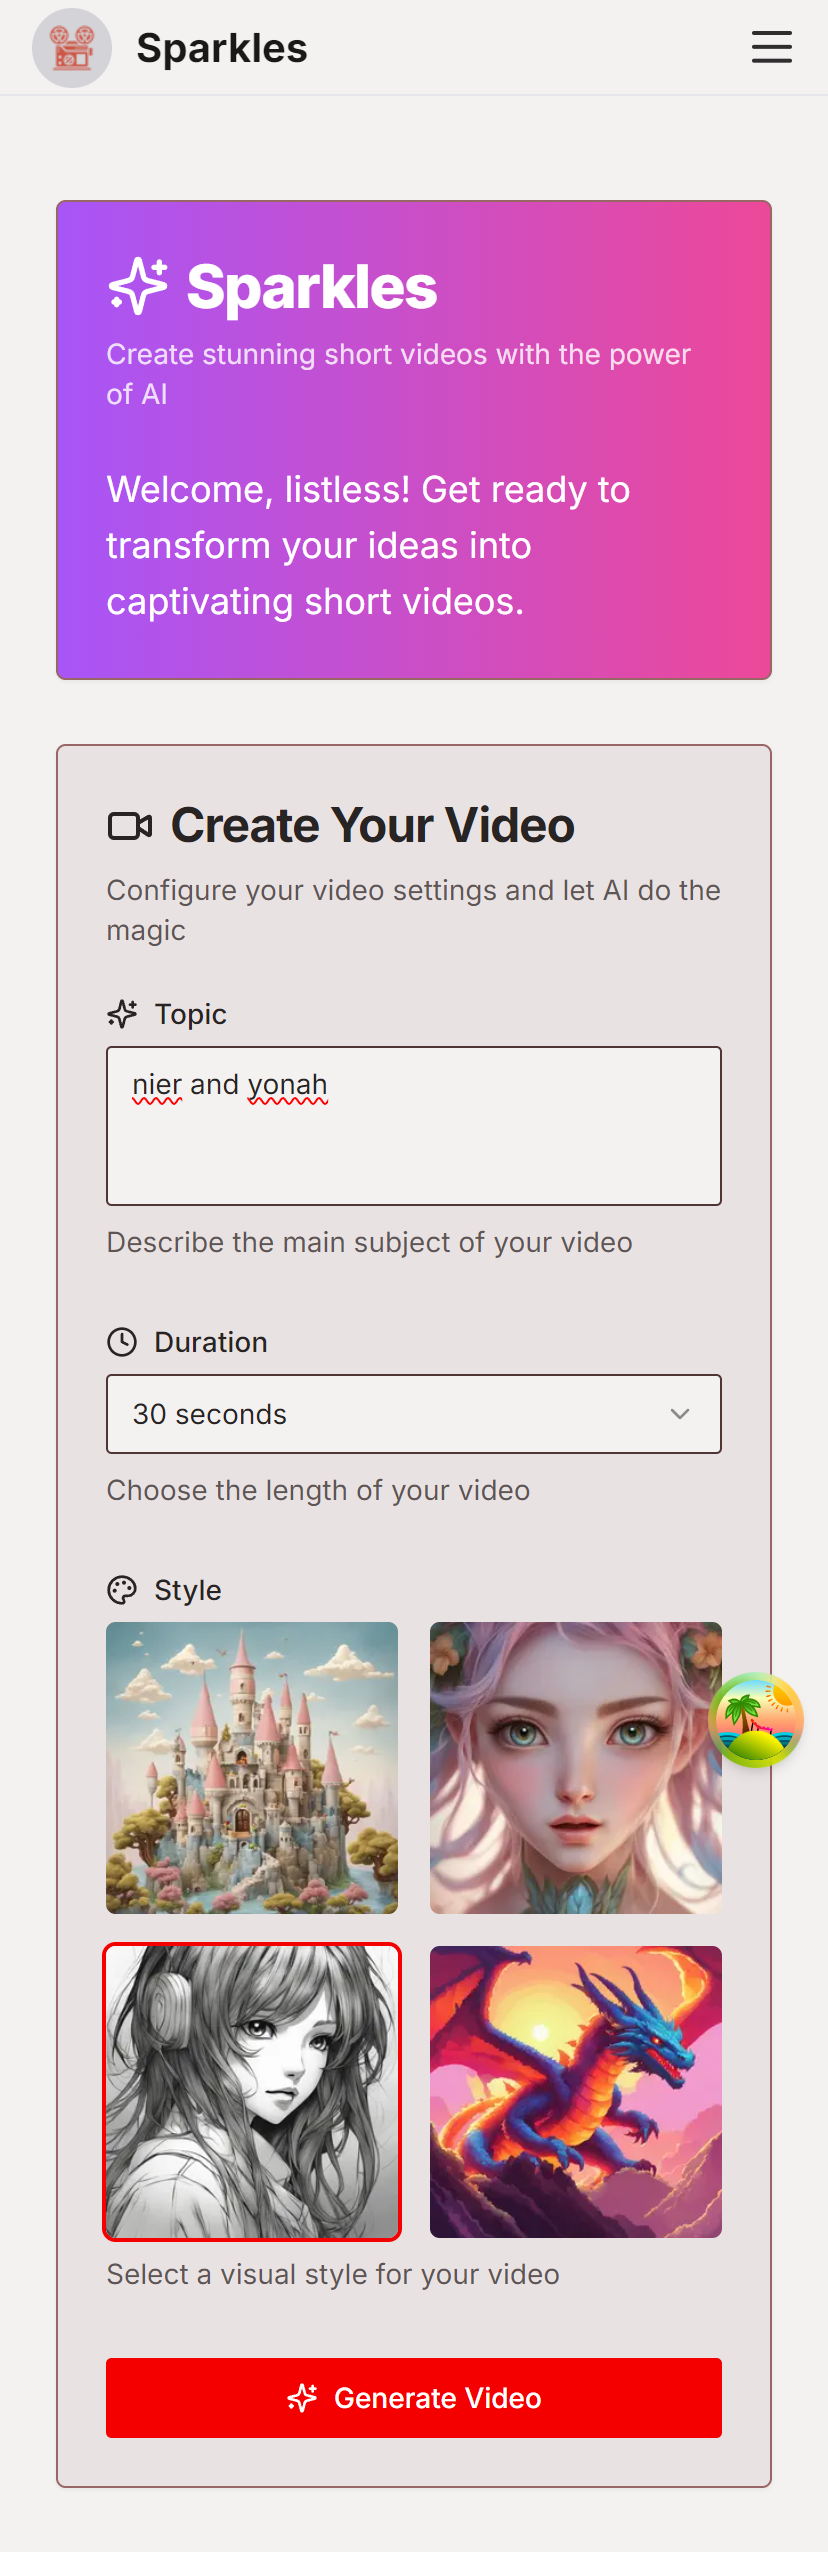 Sparkles
Sparkles
Create stunning short videos with the power
of AI
Welcome, listless! Get ready to
transform your ideas into
captivating short videos.
Create Your Video
Configure your video settings and let AI do the
magic
Topic
nier and yonah
Describe the main subject of your video
Duration
30 seconds
Choose the length of your video
Style
Select a visual style for your video
Generate Video